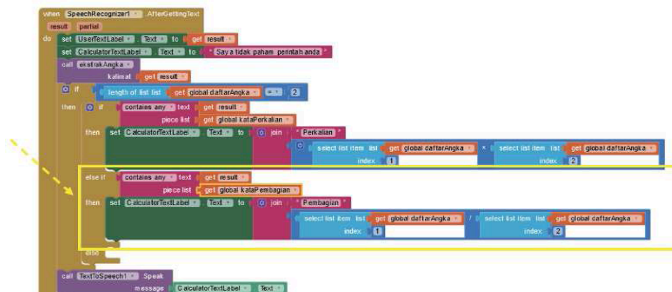 when SpeechRecognizer1 .AfterGettingText
result partial
do set UserTextLabel . Text to get result
set CalculatorTextLabel . Text to " Saya tidak paham perintah anda "
call ekstrakAngka
kalimat get result
if length of list list get global daftarAngka = 2
then if contains any text get result
piece list get global kataPerkalian
then set CalculatorTextLabel . Text to join " Perkalian "
select list item list get global daftarAngka × select list item list get global daftarAngka
index 1 index 2
else if contains any text get result
piece list get global kataPembagian
then set CalculatorTextLabel . Text to join " Pembagian "
select list item list get global daftarAngka / select list item list get global daftarAngka
index 1 index 2
else
call TextToSpeech1 .Speak
message CalculatorTextLabel . Text